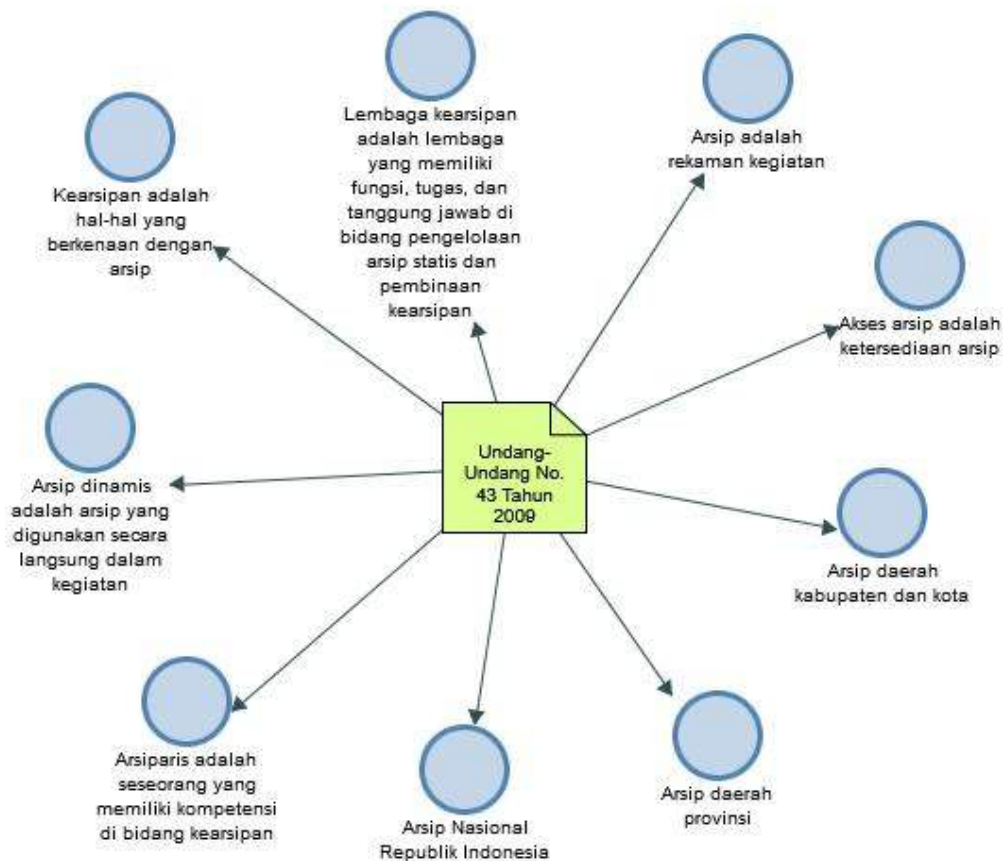 Lembaga kearsipan
adalah lembaga
yang memiliki
fungsi, tugas, dan
tanggung jawab di
bidang pengelolaan
arsip statis dan
pembinaan
kearsipan
Arsip adalah
rekaman kegiatan
Kearsipan adalah
hal-hal yang
berkenaan dengan
arsip
Akses arsip adalah
ketersediaan arsip
Undang-
Undang No.
43 Tahun
2009
Arsip dinamis
adalah arsip yang
digunakan secara
langsung dalam
kegiatan
Arsip daerah
kabupaten dan kota
Arsiparis adalah
seseorang yang
memiliki kompetensi
di bidang kearsipan
Arsip Nasional
Republik Indonesia
Arsip daerah
provinsi